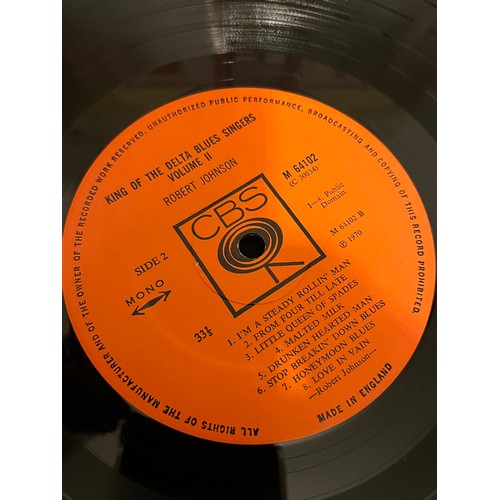 ALL RIGHTS OF THE MANUFACTURER AND OF THE OWNER OF THE RECORDED WORK RESERVED. UNAUTHORIZED PUBLIC PERFORMANCE, BROADCASTING AND COPYING OF THIS RECORD PROHIBITED.
KING OF THE DELTA BLUES SINGERS
VOLUME II
ROBERT JOHNSON
M 64102
(C 30034)
CBS
1—8. Public
Domain
SIDE 2
M 64102 B
MONO
℗ 1970
33⅓
1. I'M A STEADY ROLLIN' MAN
2. FROM FOUR TILL LATE
3. LITTLE QUEEN OF SPADES
4. MALTED MILK
5. DRUNKEN HEARTED MAN
6. STOP BREAKIN' DOWN BLUES
7. HONEYMOON BLUES
8. LOVE IN VAIN
—Robert Johnson—
MADE IN ENGLAND